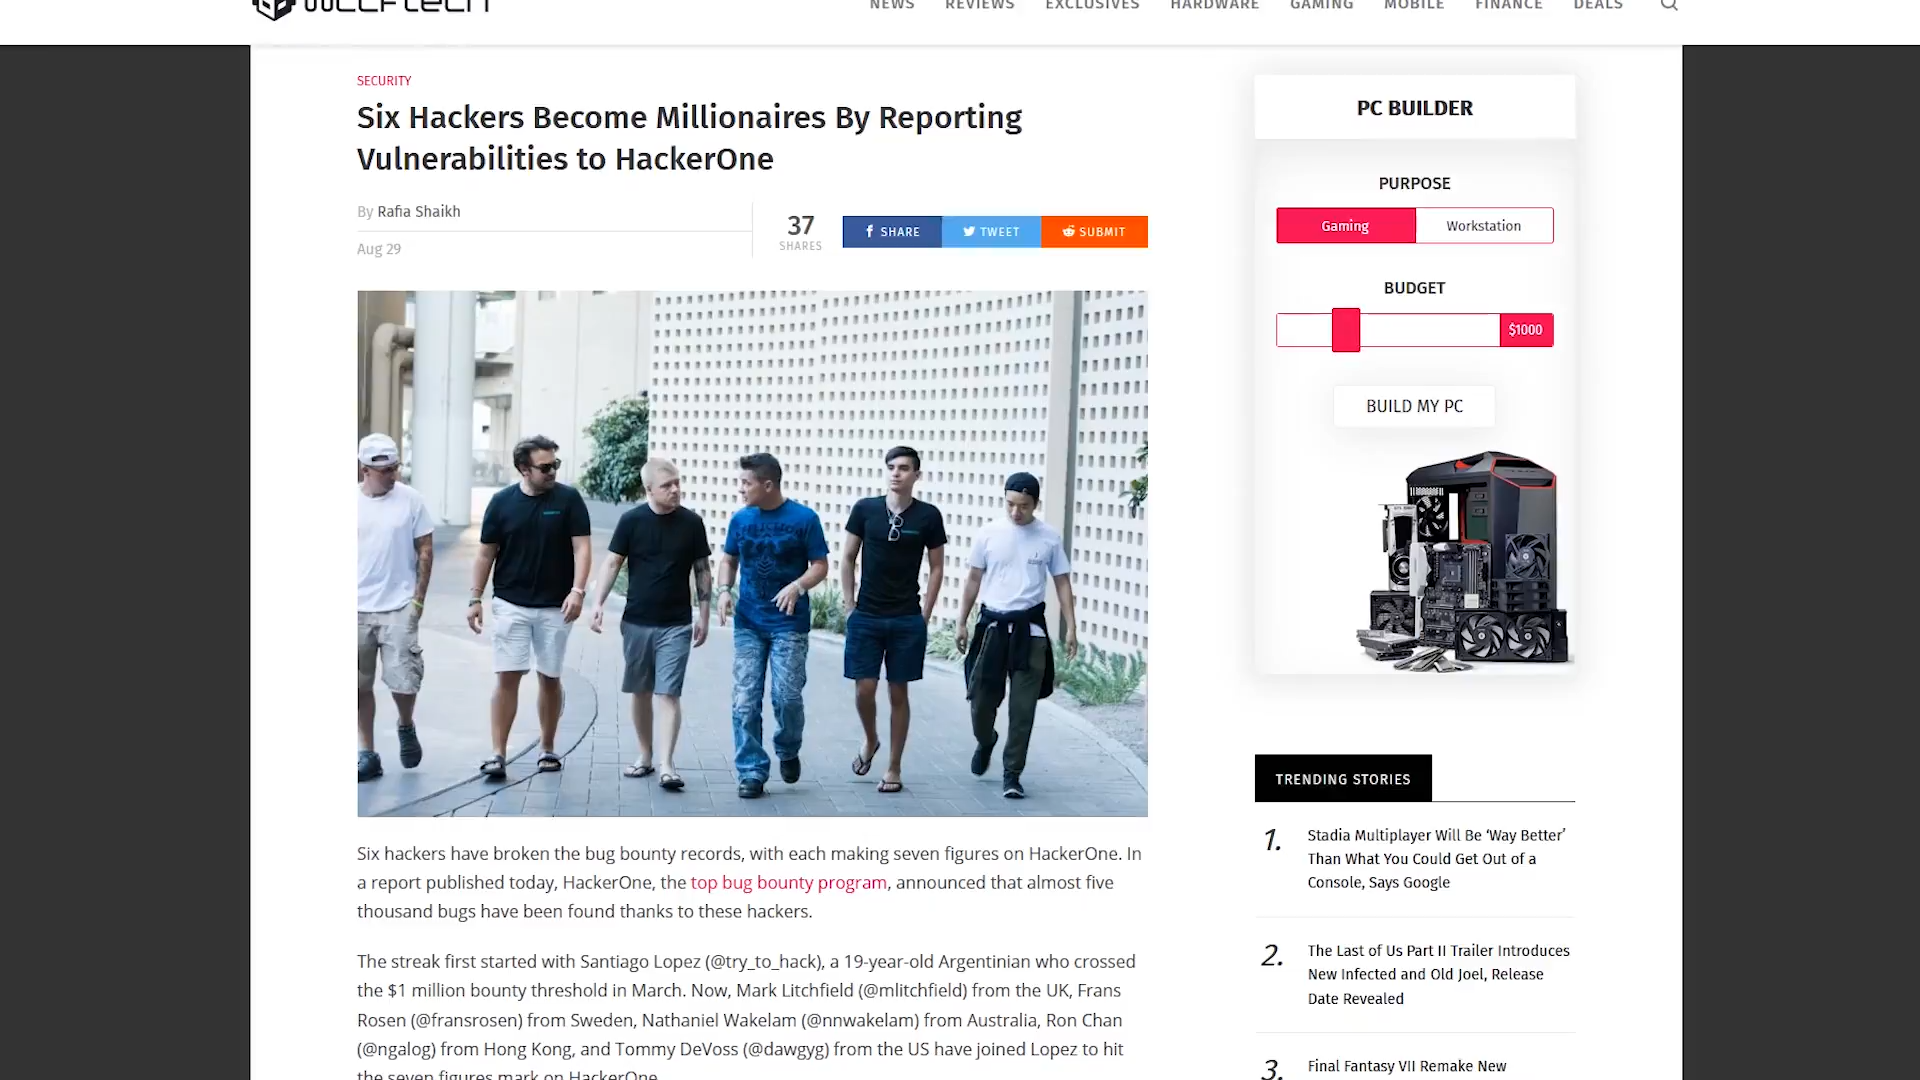 wccftech
NEWS REVIEWS EXCLUSIVES HARDWARE GAMING MOBILE FINANCE DEALS
SECURITY
Six Hackers Become Millionaires By Reporting
Vulnerabilities to HackerOne
By Rafia Shaikh
Aug 29
37
SHARES
SHARE
TWEET
SUBMIT
Six hackers have broken the bug bounty records, with each making seven figures on HackerOne. In
a report published today, HackerOne, the top bug bounty program, announced that almost five
thousand bugs have been found thanks to these hackers.
The streak first started with Santiago Lopez (@try_to_hack), a 19-year-old Argentinian who crossed
the $1 million bounty threshold in March. Now, Mark Litchfield (@mlitchfield) from the UK, Frans
Rosen (@fransrosen) from Sweden, Nathaniel Wakelam (@nnwakelam) from Australia, Ron Chan
(@ngalog) from Hong Kong, and Tommy DeVoss (@dawgyg) from the US have joined Lopez to hit
the seven figures mark on HackerOne.
PC BUILDER
PURPOSE
Gaming Workstation
BUDGET
$1000
BUILD MY PC
TRENDING STORIES
1. Stadia Multiplayer Will Be ‘Way Better’
Than What You Could Get Out of a
Console, Says Google
2. The Last of Us Part II Trailer Introduces
New Infected and Old Joel, Release
Date Revealed
3. Final Fantasy VII Remake New